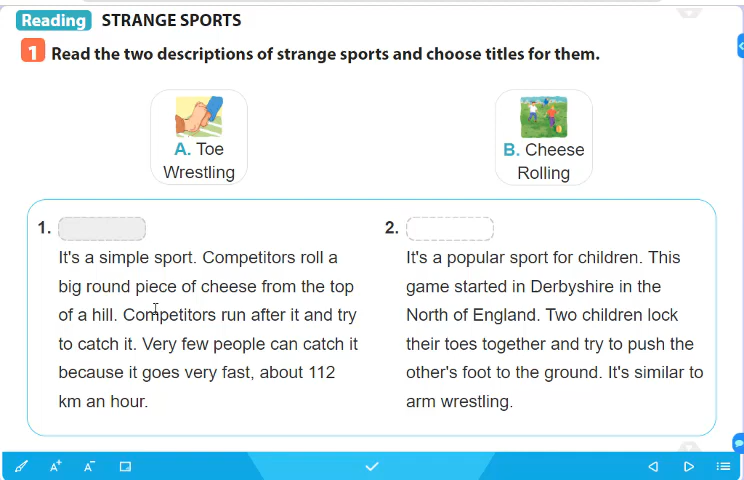 Reading STRANGE SPORTS
1 Read the two descriptions of strange sports and choose titles for them.
A. Toe
Wrestling
B. Cheese
Rolling
1.
It's a simple sport. Competitors roll a
big round piece of cheese from the top
of a hill. Competitors run after it and try
to catch it. Very few people can catch it
because it goes very fast, about 112
km an hour.
2.
It's a popular sport for children. This
game started in Derbyshire in the
North of England. Two children lock
their toes together and try to push the
other's foot to the ground. It's similar to
arm wrestling.
A+ A-